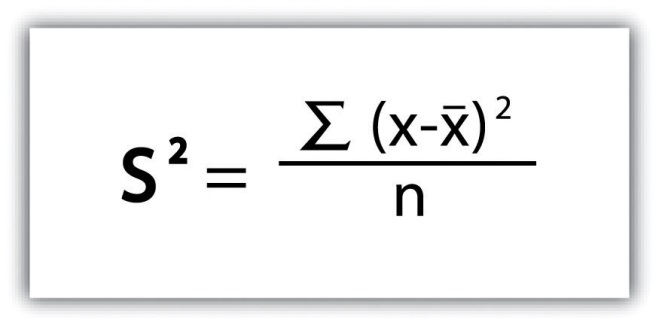 S² = Σ (x-x̄)²
n